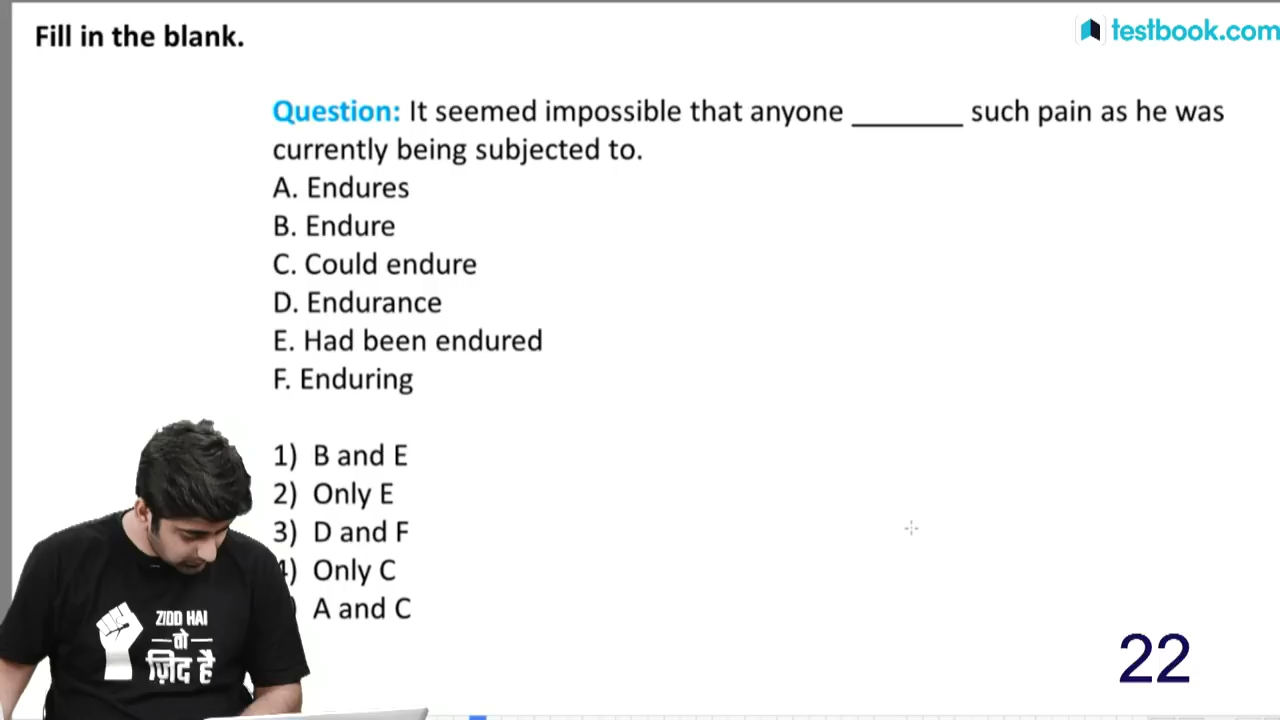 Fill in the blank.
testbook.com
Question: It seemed impossible that anyone _______ such pain as he was
currently being subjected to.
A. Endures
B. Endure
C. Could endure
D. Endurance
E. Had been endured
F. Enduring
1) B and E
2) Only E
3) D and F
4) Only C
) A and C
ZIDD HAI
तो
ज़िद है
22